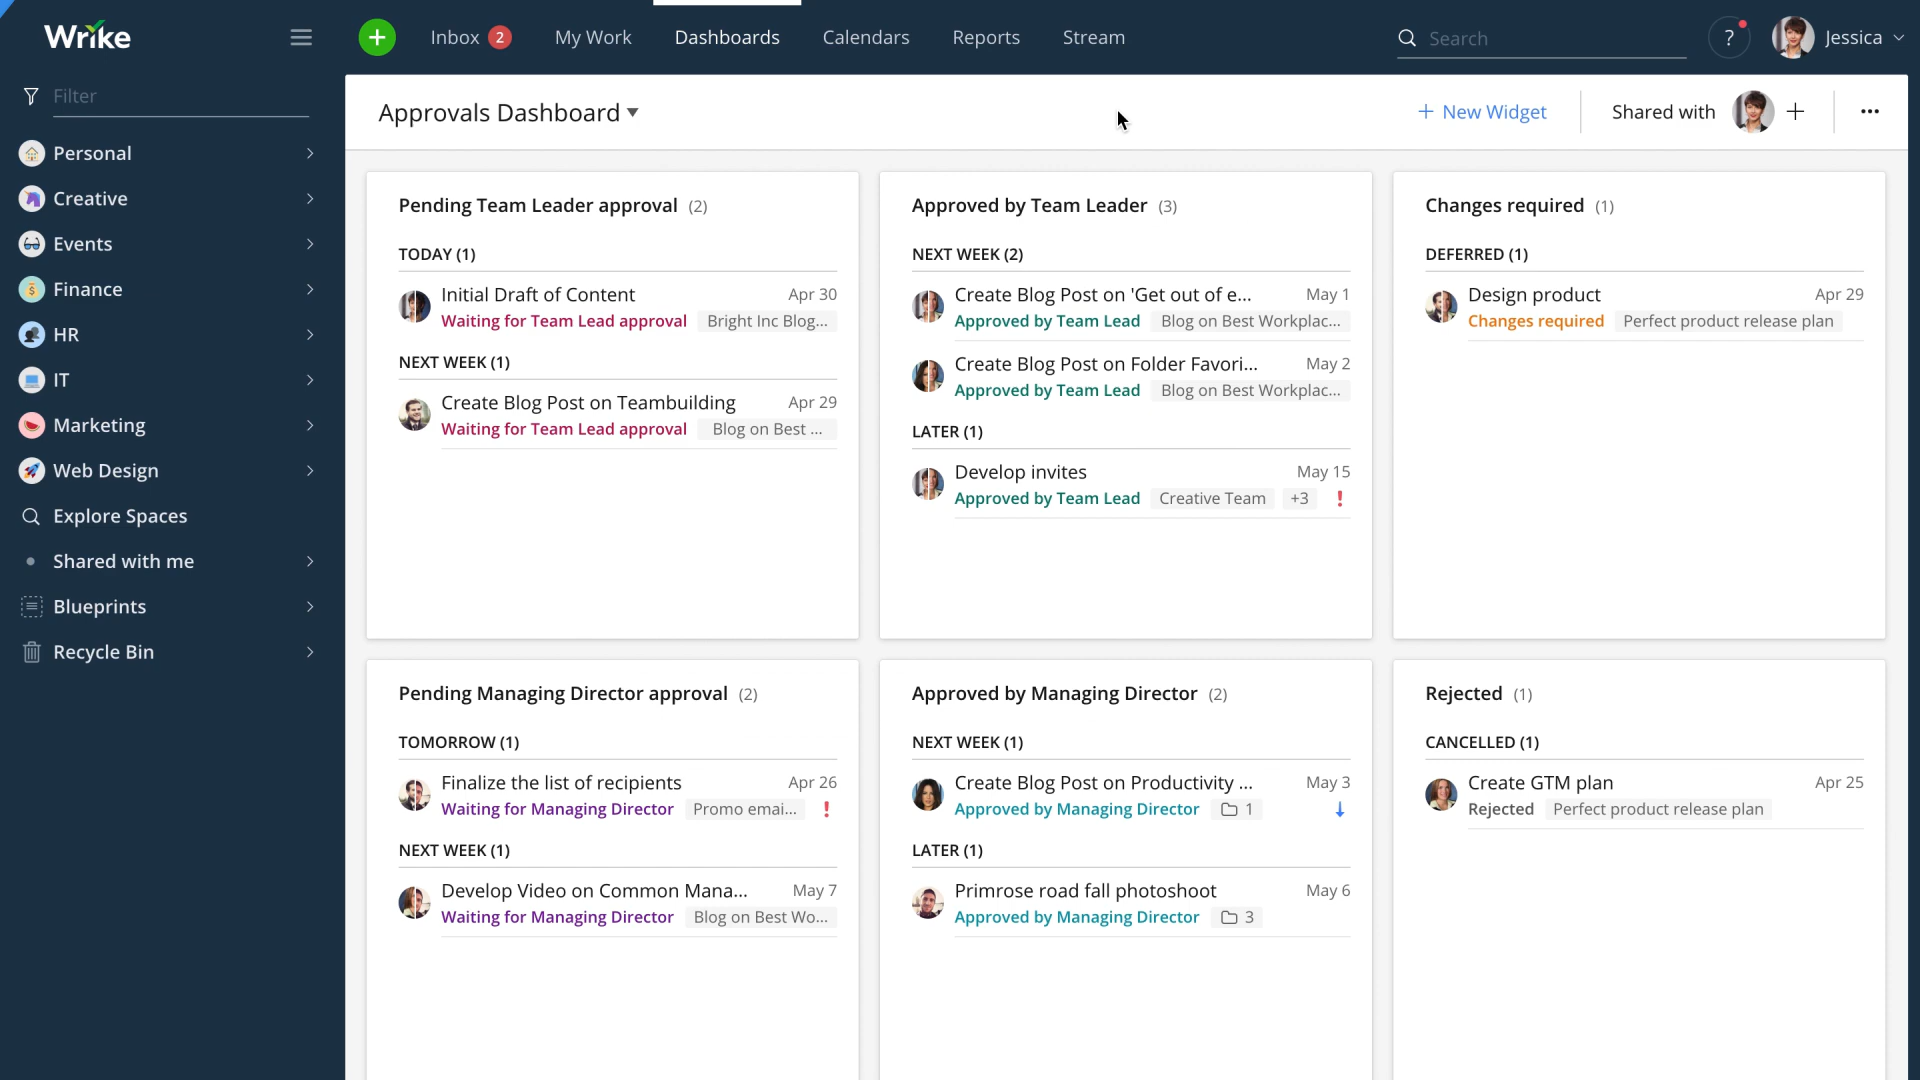 Wrike
Inbox 2
My Work
Dashboards
Calendars
Reports
Stream
Search
?
Jessica
Filter
Personal
Creative
Events
Finance
HR
IT
Marketing
Web Design
Explore Spaces
Shared with me
Blueprints
Recycle Bin
Approvals Dashboard
+ New Widget
Shared with
Pending Team Leader approval (2)
TODAY (1)
Initial Draft of Content Apr 30
Waiting for Team Lead approval Bright Inc Blog...
NEXT WEEK (1)
Create Blog Post on Teambuilding Apr 29
Waiting for Team Lead approval Blog on Best ...
Approved by Team Leader (3)
NEXT WEEK (2)
Create Blog Post on 'Get out of e... May 1
Approved by Team Lead Blog on Best Workplac...
Create Blog Post on Folder Favori... May 2
Approved by Team Lead Blog on Best Workplac...
LATER (1)
Develop invites May 15
Approved by Team Lead Creative Team +3
Changes required (1)
DEFERRED (1)
Design product Apr 29
Changes required Perfect product release plan
Pending Managing Director approval (2)
TOMORROW (1)
Finalize the list of recipients Apr 26
Waiting for Managing Director Promo emai...
NEXT WEEK (1)
Develop Video on Common Mana... May 7
Waiting for Managing Director Blog on Best Wo...
Approved by Managing Director (2)
NEXT WEEK (1)
Create Blog Post on Productivity ... May 3
Approved by Managing Director 1
LATER (1)
Primrose road fall photoshoot May 6
Approved by Managing Director 3
Rejected (1)
CANCELLED (1)
Create GTM plan Apr 25
Rejected Perfect product release plan